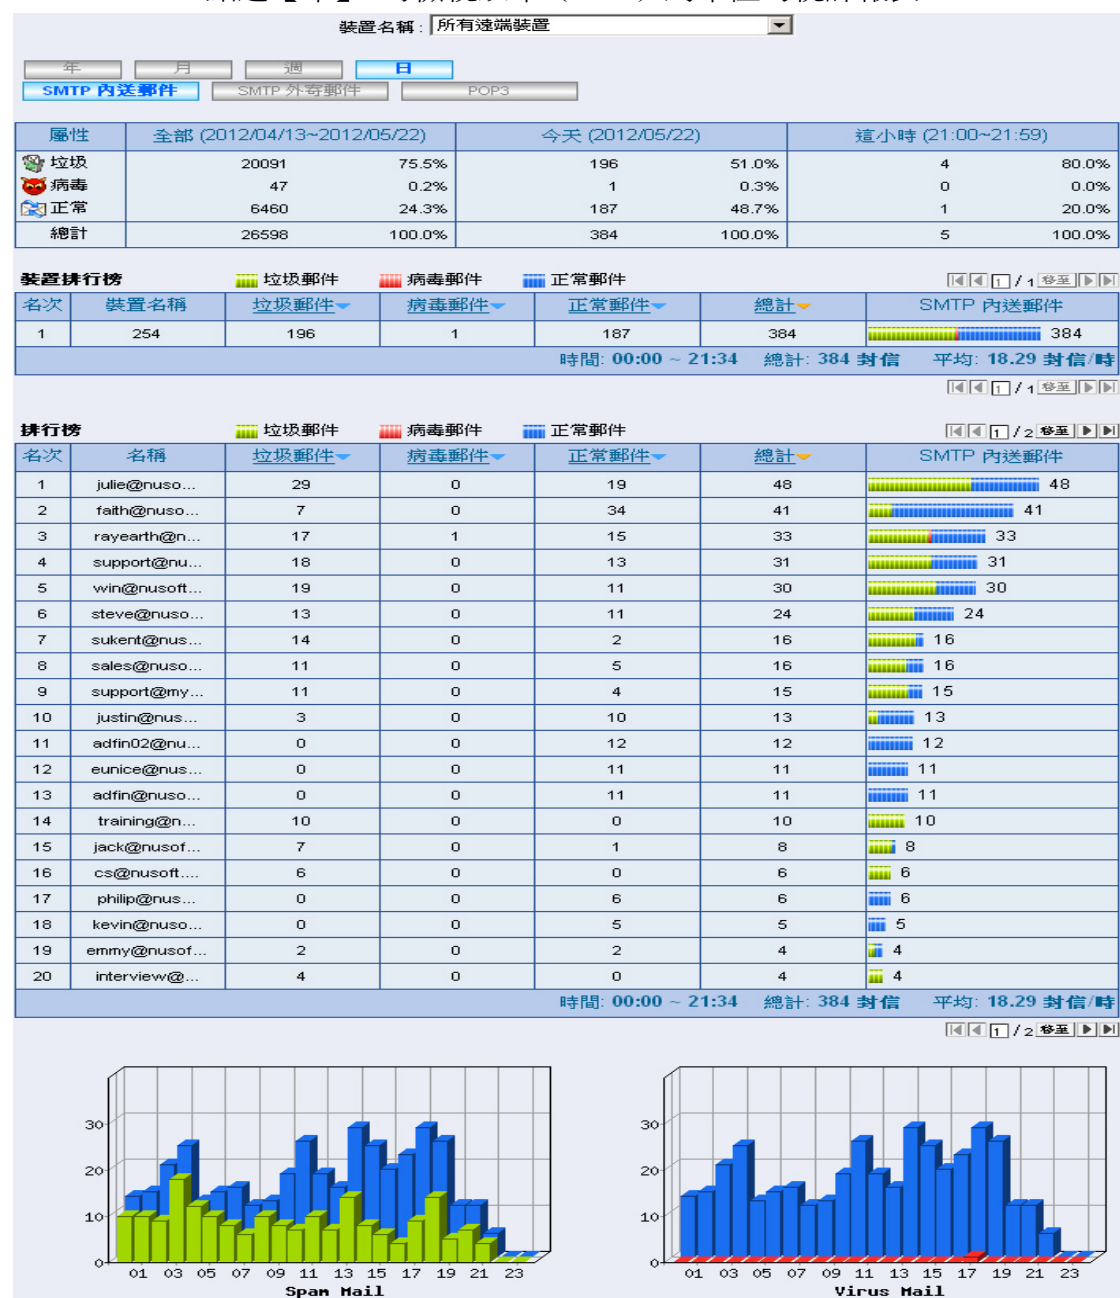 裝置名稱 : 所有遠端裝置
年 月 週 日
SMTP 內送郵件 SMTP 外寄郵件 POP3
屬性 全部 (2012/04/13~2012/05/22) 今天 (2012/05/22) 這小時 (21:00~21:59)
垃圾 20091 75.5% 196 51.0% 4 80.0%
病毒 47 0.2% 1 0.3% 0 0.0%
正常 6460 24.3% 187 48.7% 1 20.0%
總計 26598 100.0% 384 100.0% 5 100.0%
裝置排行榜 垃圾郵件 病毒郵件 正常郵件 1 / 1 移至
名次 裝置名稱 垃圾郵件 病毒郵件 正常郵件 總計 SMTP 內送郵件
1 254 196 1 187 384 384
時間: 00:00 ~ 21:34 總計: 384 封信 平均: 18.29 封信/時
1 / 1 移至
排行榜 垃圾郵件 病毒郵件 正常郵件 1 / 2 移至
名次 名稱 垃圾郵件 病毒郵件 正常郵件 總計 SMTP 內送郵件
1 julie@nuso... 29 0 19 48 48
2 faith@nuso... 7 0 34 41 41
3 rayearth@n... 17 1 15 33 33
4 support@nu... 18 0 13 31 31
5 win@nusoft... 19 0 11 30 30
6 steve@nuso... 13 0 11 24 24
7 sukent@nus... 14 0 2 16 16
8 sales@nuso... 11 0 5 16 16
9 support@my... 11 0 4 15 15
10 justin@nus... 3 0 10 13 13
11 adfin02@nu... 0 0 12 12 12
12 eunice@nus... 0 0 11 11 11
13 adfin@nuso... 0 0 11 11 11
14 training@n... 10 0 0 10 10
15 jack@nusof... 7 0 1 8 8
16 cs@nusoft.... 6 0 0 6 6
17 philip@nus... 0 0 6 6 6
18 kevin@nuso... 0 0 5 5 5
19 emmy@nusof... 2 0 2 4 4
20 interview@... 4 0 0 4 4
時間: 00:00 ~ 21:34 總計: 384 封信 平均: 18.29 封信/時
1 / 2 移至
30 30
20 20
10 10
0 0
01 03 05 07 09 11 13 15 17 19 21 23 01 03 05 07 09 11 13 15 17 19 21 23
Spam Mail Virus Mail